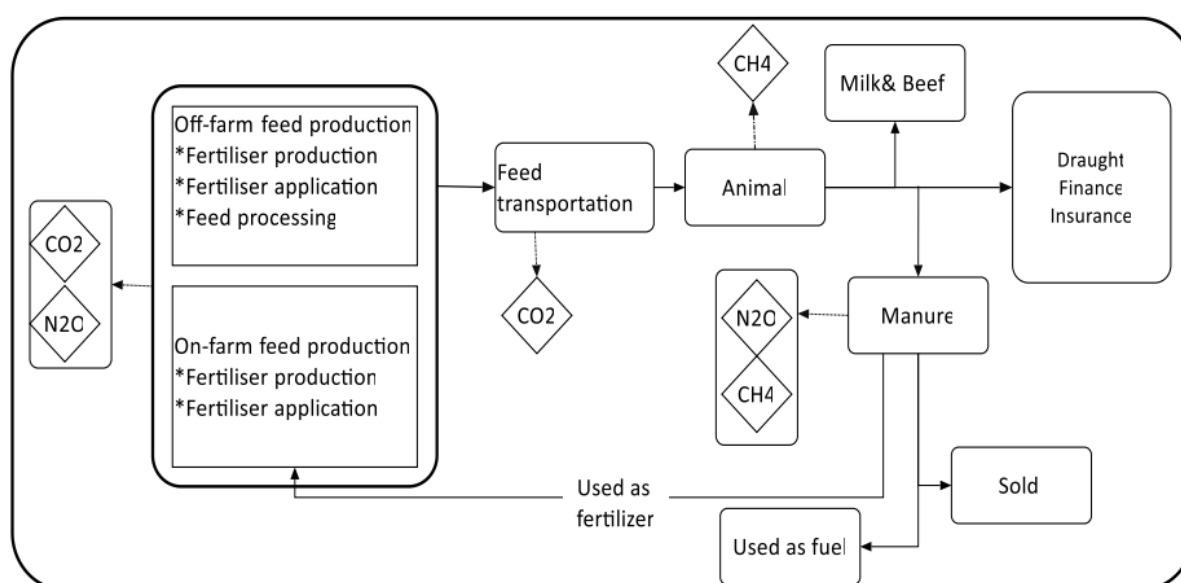 Off-farm feed production
*Fertiliser production
*Fertiliser application
*Feed processing
On-farm feed production
*Fertiliser production
*Fertiliser application
CO2
N2O
Feed
transportation
CO2
CH4
Animal
Milk& Beef
Draught
Finance
Insurance
Manure
N2O
CH4
Used as
fertilizer
Sold
Used as fuel